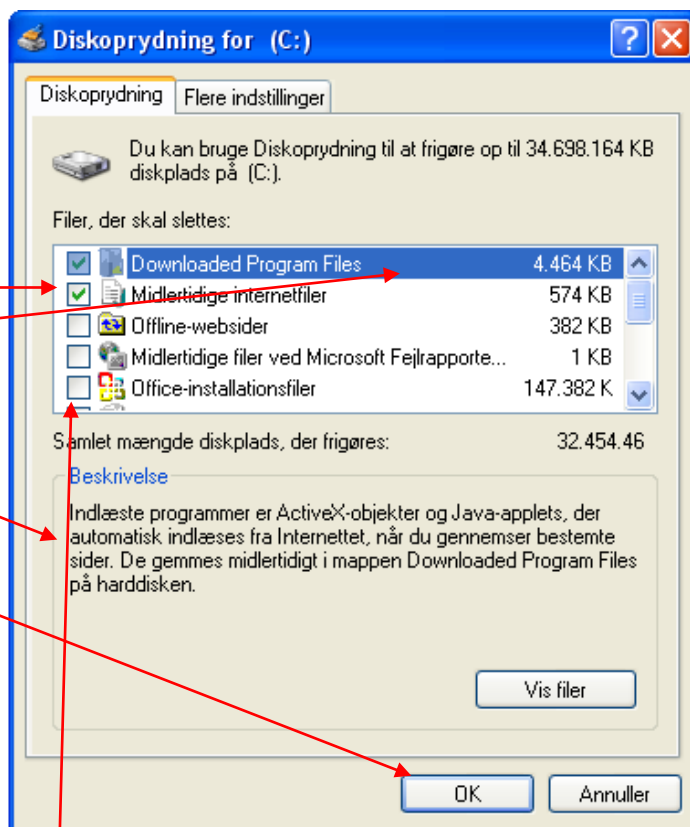 Diskoprydning for (C:)
Diskoprydning Flere indstillinger
Du kan bruge Diskoprydning til at frigøre op til 34.698.164 KB
diskplads på (C:).
Filer, der skal slettes:
Downloaded Program Files 4.464 KB
Midlertidige internetfiler 574 KB
Offline-websider 382 KB
Midlertidige filer ved Microsoft Fejlrapporte... 1 KB
Office-installationsfiler 147.382 K
Samlet mængde diskplads, der frigøres: 32.454.46
Beskrivelse
Indlæste programmer er ActiveX-objekter og Java-applets, der
automatisk indlæses fra Internettet, når du gennemser bestemte
sider. De gemmes midlertidigt i mappen Downloaded Program Files
på harddisken.
Vis filer
OK Annuller